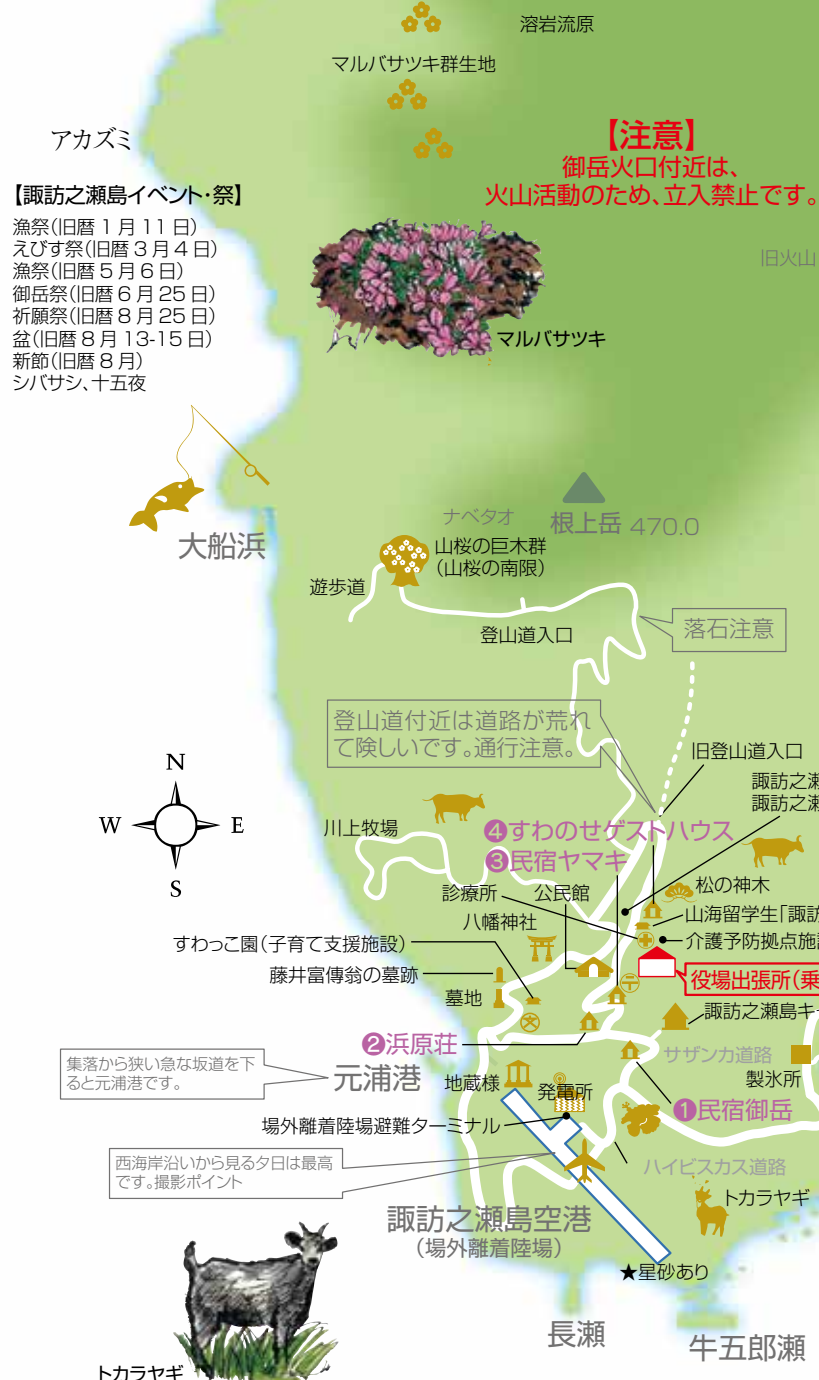 溶岩流原
マルバサツキ群生地
アカズミ
【注意】
御岳火口付近は、
火山活動のため、立入禁止です。
【諏訪之瀬島イベント・祭】
漁祭(旧暦1月11日)
えびす祭(旧暦3月4日)
漁祭(旧暦5月6日)
御岳祭(旧暦6月25日)
祈願祭(旧暦8月25日)
盆(旧暦8月13-15日)
新節(旧暦8月)
シバサシ、十五夜
旧火山
マルバサツキ
大船浜
ナベタオ
根上岳 470.0
山桜の巨木群
(山桜の南限)
遊歩道
登山道入口
落石注意
登山道付近は道路が荒れ
て険しいです。通行注意。
旧登山道入口
諏訪之瀬
諏訪之瀬
N
W E
S
川上牧場
❹すわのせゲストハウス
❸民宿ヤマキ
診療所
公民館
松の神木
八幡神社
山海留学生「諏訪
すわっこ園(子育て支援施設)
介護予防拠点施設
藤井富傳翁の墓跡
役場出張所(乗
墓地
諏訪之瀬島キ
❷浜原荘
サザンカ道路
集落から狭い急な坂道を下
ると元浦港です。
元浦港
地蔵様
発電所
製氷所
❶民宿御岳
場外離着陸場避難ターミナル
西海岸沿いから見る夕日は最高
です。撮影ポイント
ハイビスカス道路
トカラヤギ
諏訪之瀬島空港
(場外離着陸場)
★星砂あり
長瀬
牛五郎瀬
トカラヤギ